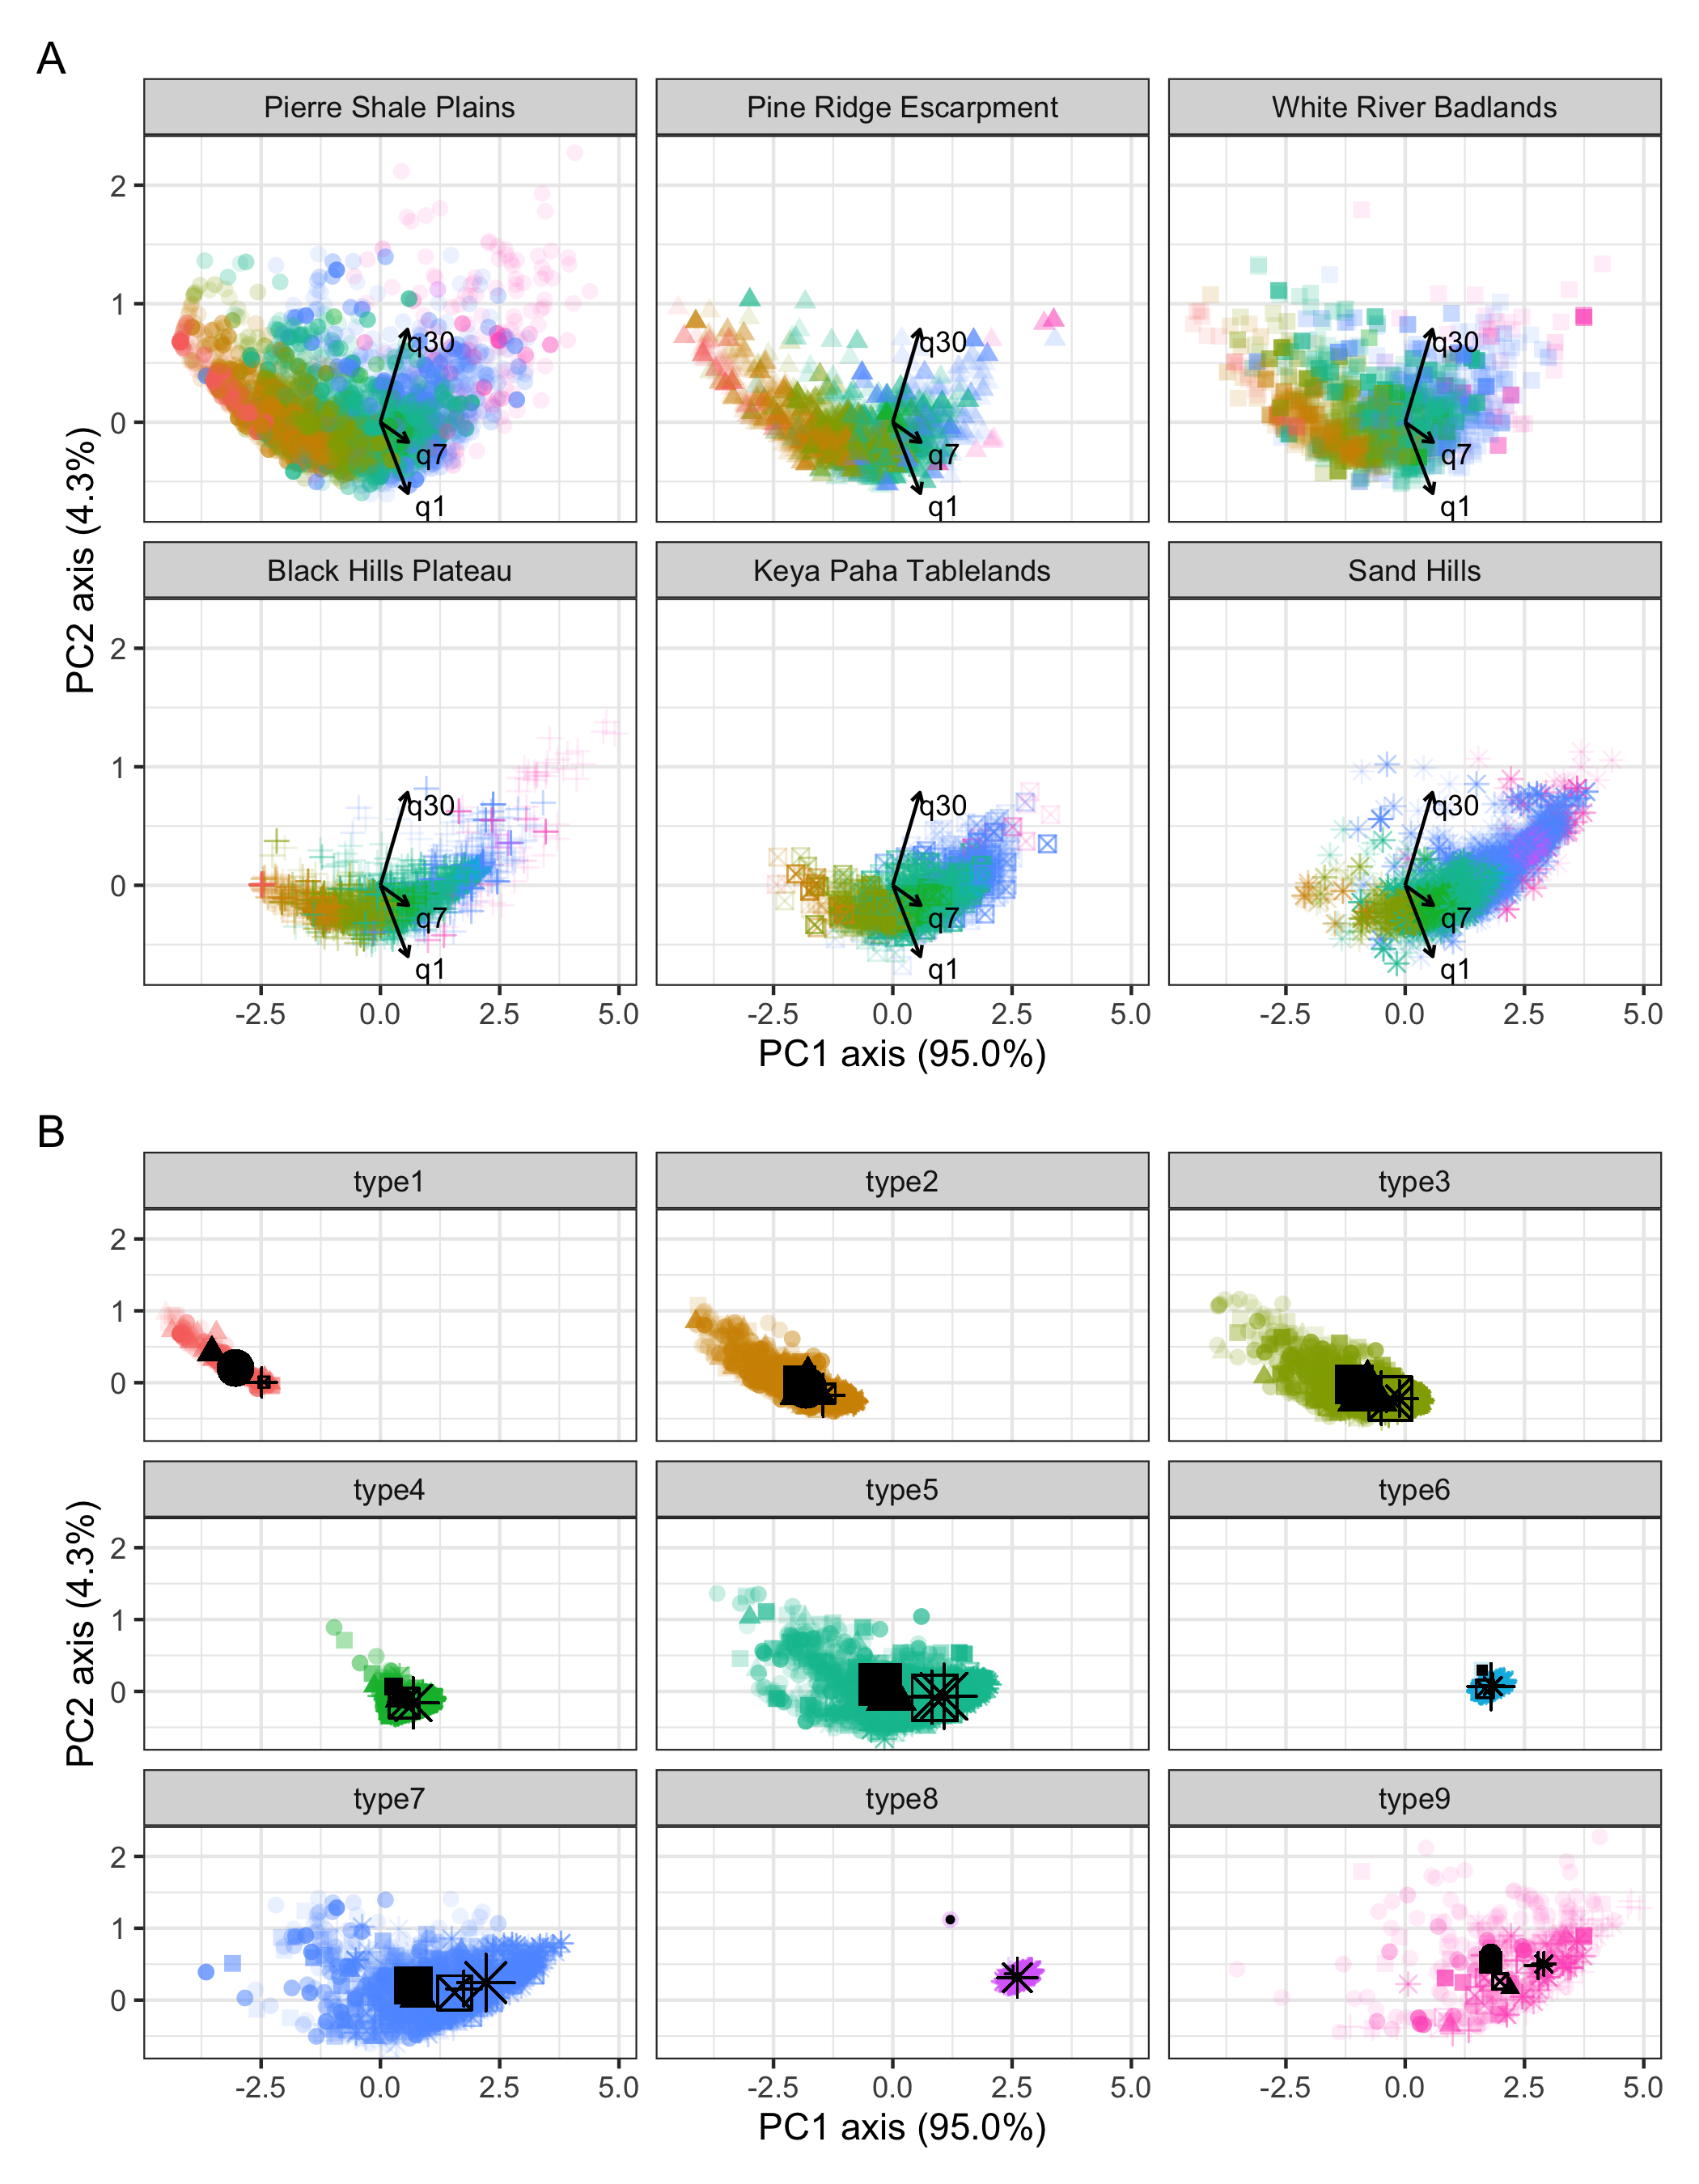 A
Pierre Shale Plains
Pine Ridge Escarpment
White River Badlands
2
1
0
q30
q7
q1
q30
q7
q1
q30
q7
q1
PC2 axis (4.3%)
Black Hills Plateau
Keya Paha Tablelands
Sand Hills
2
1
0
q30
q7
q1
q30
q7
q1
q30
q7
q1
-2.5 0.0 2.5 5.0
-2.5 0.0 2.5 5.0
-2.5 0.0 2.5 5.0
PC1 axis (95.0%)
B
type1
type2
type3
2
1
0
type4
type5
type6
2
1
0
PC2 axis (4.3%)
type7
type8
type9
2
1
0
-2.5 0.0 2.5 5.0
-2.5 0.0 2.5 5.0
-2.5 0.0 2.5 5.0
PC1 axis (95.0%)